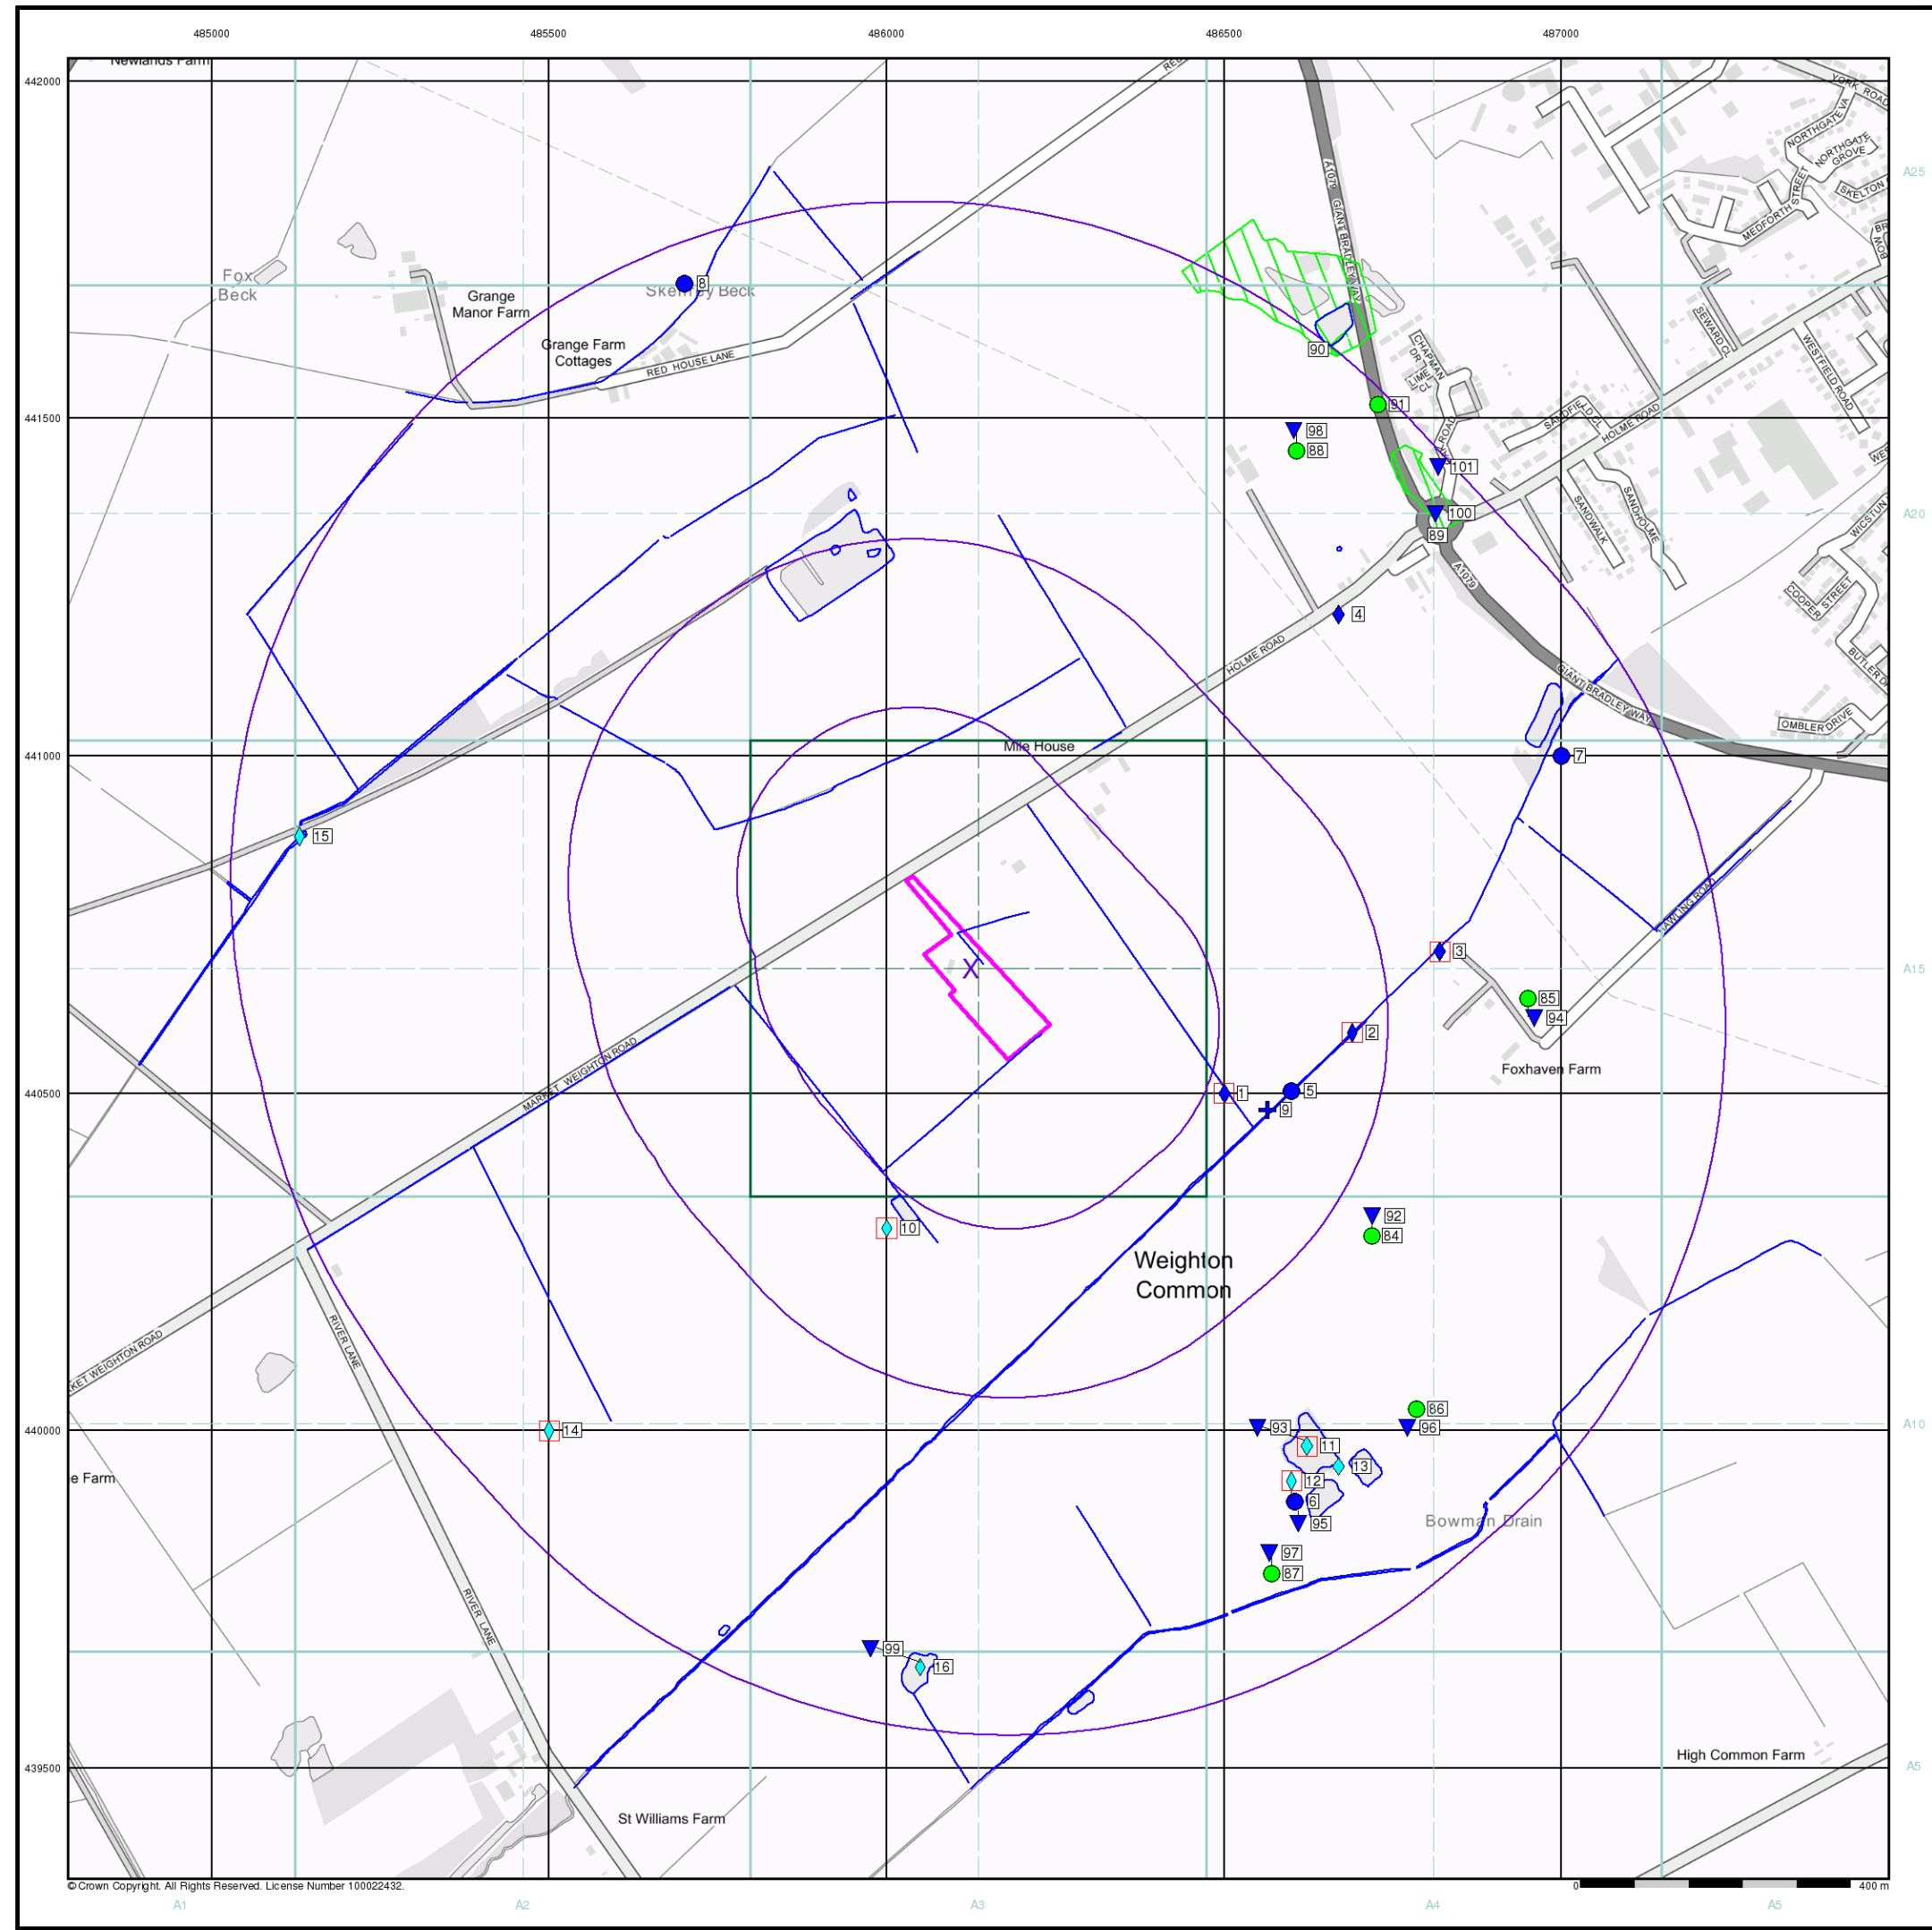 485000
485500
486000
486500
487000
Newlands Farm
442000
YORK ROAD
NORTHGATE VA
NORTHGATE
GROVE
SKELTON
A25
STREET
MEDFORTH
A1079
GIANT BRADLEY WAY
Fox
Beck
Grange
Manor Farm
8
Skelfrey Beck
Grange Farm
Cottages
RED HOUSE LANE
90
CHAPMAN
DR
LIME
CL
SEWARD CL
WESTFIELD ROAD
91
441500
SANDFIELD CL
HOLME ROAD
98
88
101
SANDWALK
SANDHOLME
WICSTUN
100
A20
89
A1079
COOPER
STREET
4
HOLME ROAD
BUTLER
GIANT BRADLEY WAY
OMBLER DRIVE
Mile House
441000
7
15
HAWLING ROAD
3
X
A15
85
94
2
Foxhaven Farm
MARKET WEIGHTON ROAD
440500
1
5
9
92
10
84
Weighton
Common
RIVER LANE
KET WEIGHTON ROAD
86
14
93
96
A10
440000
11
13
e Farm
12
6
95
Bowman Drain
97
87
RIVER LANE
99
16
High Common Farm
439500
A5
St Williams Farm
© Crown Copyright. All Rights Reserved. License Number 100022432.
0
400 m
A1
A2
A3
A4
A5